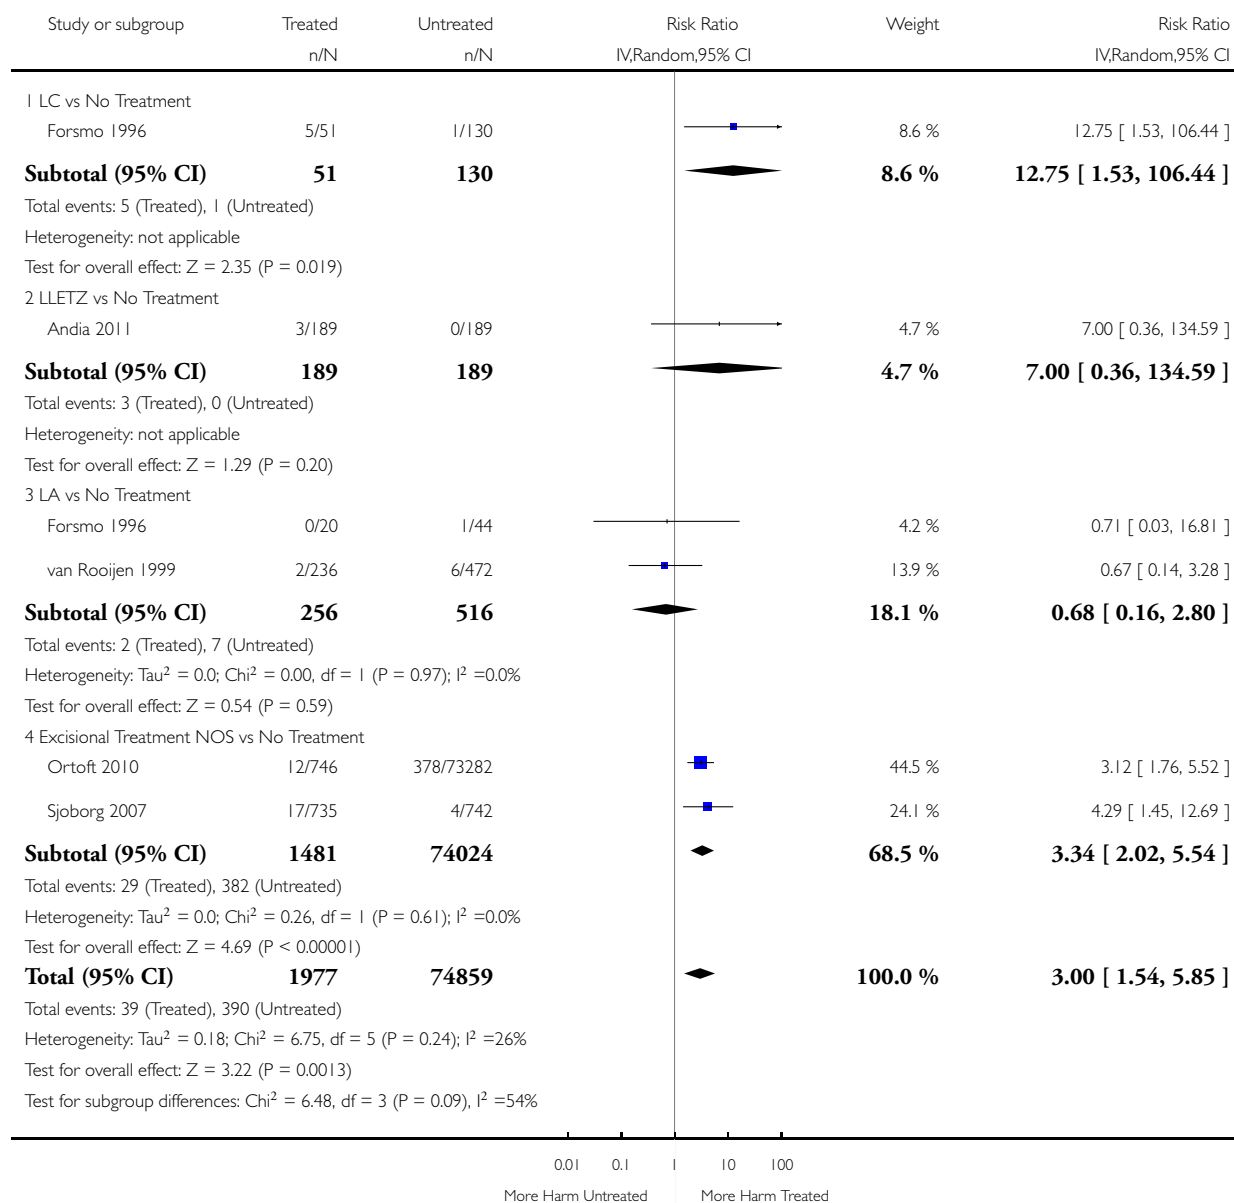 Study or subgroup Treated Untreated Risk Ratio Weight Risk Ratio
n/N n/N IV,Random,95% CI IV,Random,95% CI
1 LC vs No Treatment
Forsmo 1996 5/51 1/130 8.6 % 12.75 [ 1.53, 106.44 ]
Subtotal (95% CI) 51 130 8.6 % 12.75 [ 1.53, 106.44 ]
Total events: 5 (Treated), 1 (Untreated)
Heterogeneity: not applicable
Test for overall effect: Z = 2.35 (P = 0.019)
2 LLETZ vs No Treatment
Andia 2011 3/189 0/189 4.7 % 7.00 [ 0.36, 134.59 ]
Subtotal (95% CI) 189 189 4.7 % 7.00 [ 0.36, 134.59 ]
Total events: 3 (Treated), 0 (Untreated)
Heterogeneity: not applicable
Test for overall effect: Z = 1.29 (P = 0.20)
3 LA vs No Treatment
Forsmo 1996 0/20 1/44 4.2 % 0.71 [ 0.03, 16.81 ]
van Rooijen 1999 2/236 6/472 13.9 % 0.67 [ 0.14, 3.28 ]
Subtotal (95% CI) 256 516 18.1 % 0.68 [ 0.16, 2.80 ]
Total events: 2 (Treated), 7 (Untreated)
Heterogeneity: Tau² = 0.0; Chi² = 0.00, df = 1 (P = 0.97); I² =0.0%
Test for overall effect: Z = 0.54 (P = 0.59)
4 Excisional Treatment NOS vs No Treatment
Ortoft 2010 12/746 378/73282 44.5 % 3.12 [ 1.76, 5.52 ]
Sjoborg 2007 17/735 4/742 24.1 % 4.29 [ 1.45, 12.69 ]
Subtotal (95% CI) 1481 74024 68.5 % 3.34 [ 2.02, 5.54 ]
Total events: 29 (Treated), 382 (Untreated)
Heterogeneity: Tau² = 0.0; Chi² = 0.26, df = 1 (P = 0.61); I² =0.0%
Test for overall effect: Z = 4.69 (P < 0.00001)
Total (95% CI) 1977 74859 100.0 % 3.00 [ 1.54, 5.85 ]
Total events: 39 (Treated), 390 (Untreated)
Heterogeneity: Tau² = 0.18; Chi² = 6.75, df = 5 (P = 0.24); I² =26%
Test for overall effect: Z = 3.22 (P = 0.0013)
Test for subgroup differences: Chi² = 6.48, df = 3 (P = 0.09), I² =54%
0.01 0.1 1 10 100
More Harm Untreated More Harm Treated